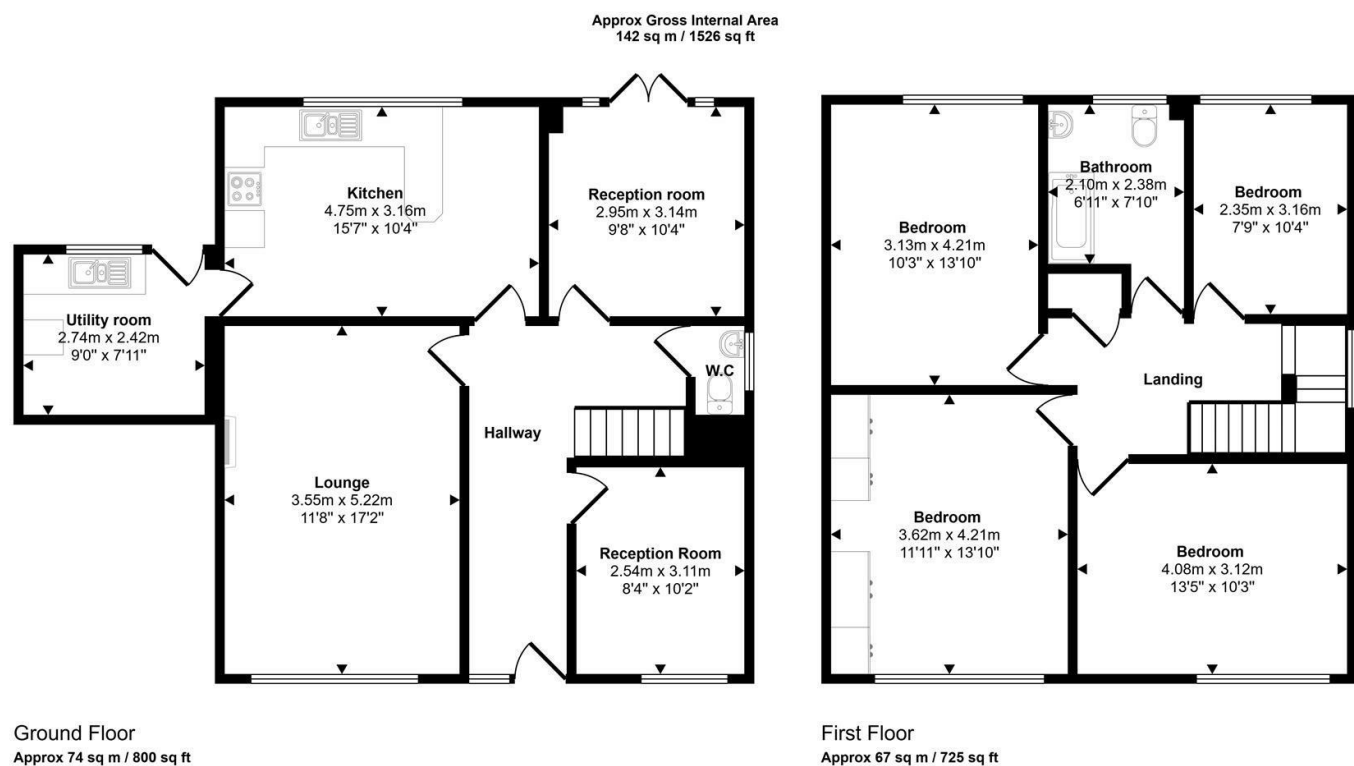 Approx Gross Internal Area
142 sq m / 1526 sq ft
Kitchen
4.75m x 3.16m
15'7" x 10'4"
Reception room
2.95m x 3.14m
9'8" x 10'4"
Utility room
2.74m x 2.42m
9'0" x 7'11"
W.C
Hallway
Lounge
3.55m x 5.22m
11'8" x 17'2"
Reception Room
2.54m x 3.11m
8'4" x 10'2"
Ground Floor
Approx 74 sq m / 800 sq ft
Bedroom
3.13m x 4.21m
10'3" x 13'10"
Bathroom
2.10m x 2.38m
6'11" x 7'10"
Bedroom
2.35m x 3.16m
7'9" x 10'4"
Landing
Bedroom
3.62m x 4.21m
11'11" x 13'10"
Bedroom
4.08m x 3.12m
13'5" x 10'3"
First Floor
Approx 67 sq m / 725 sq ft